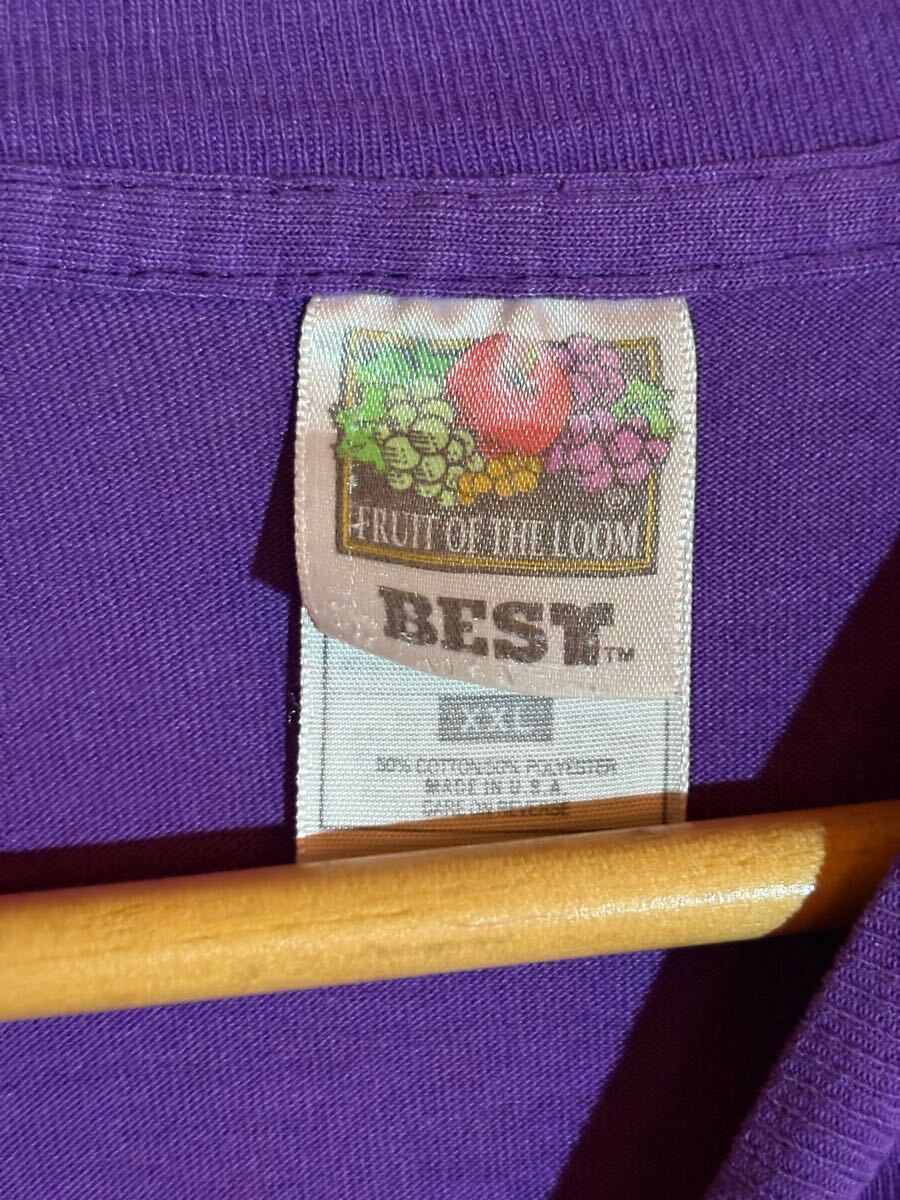 ®
FRUIT OF THE LOOM
BEST™
XXL
50% COTTON 50% POLYESTER
MADE IN U.S.A.
CARE ON REVERSE